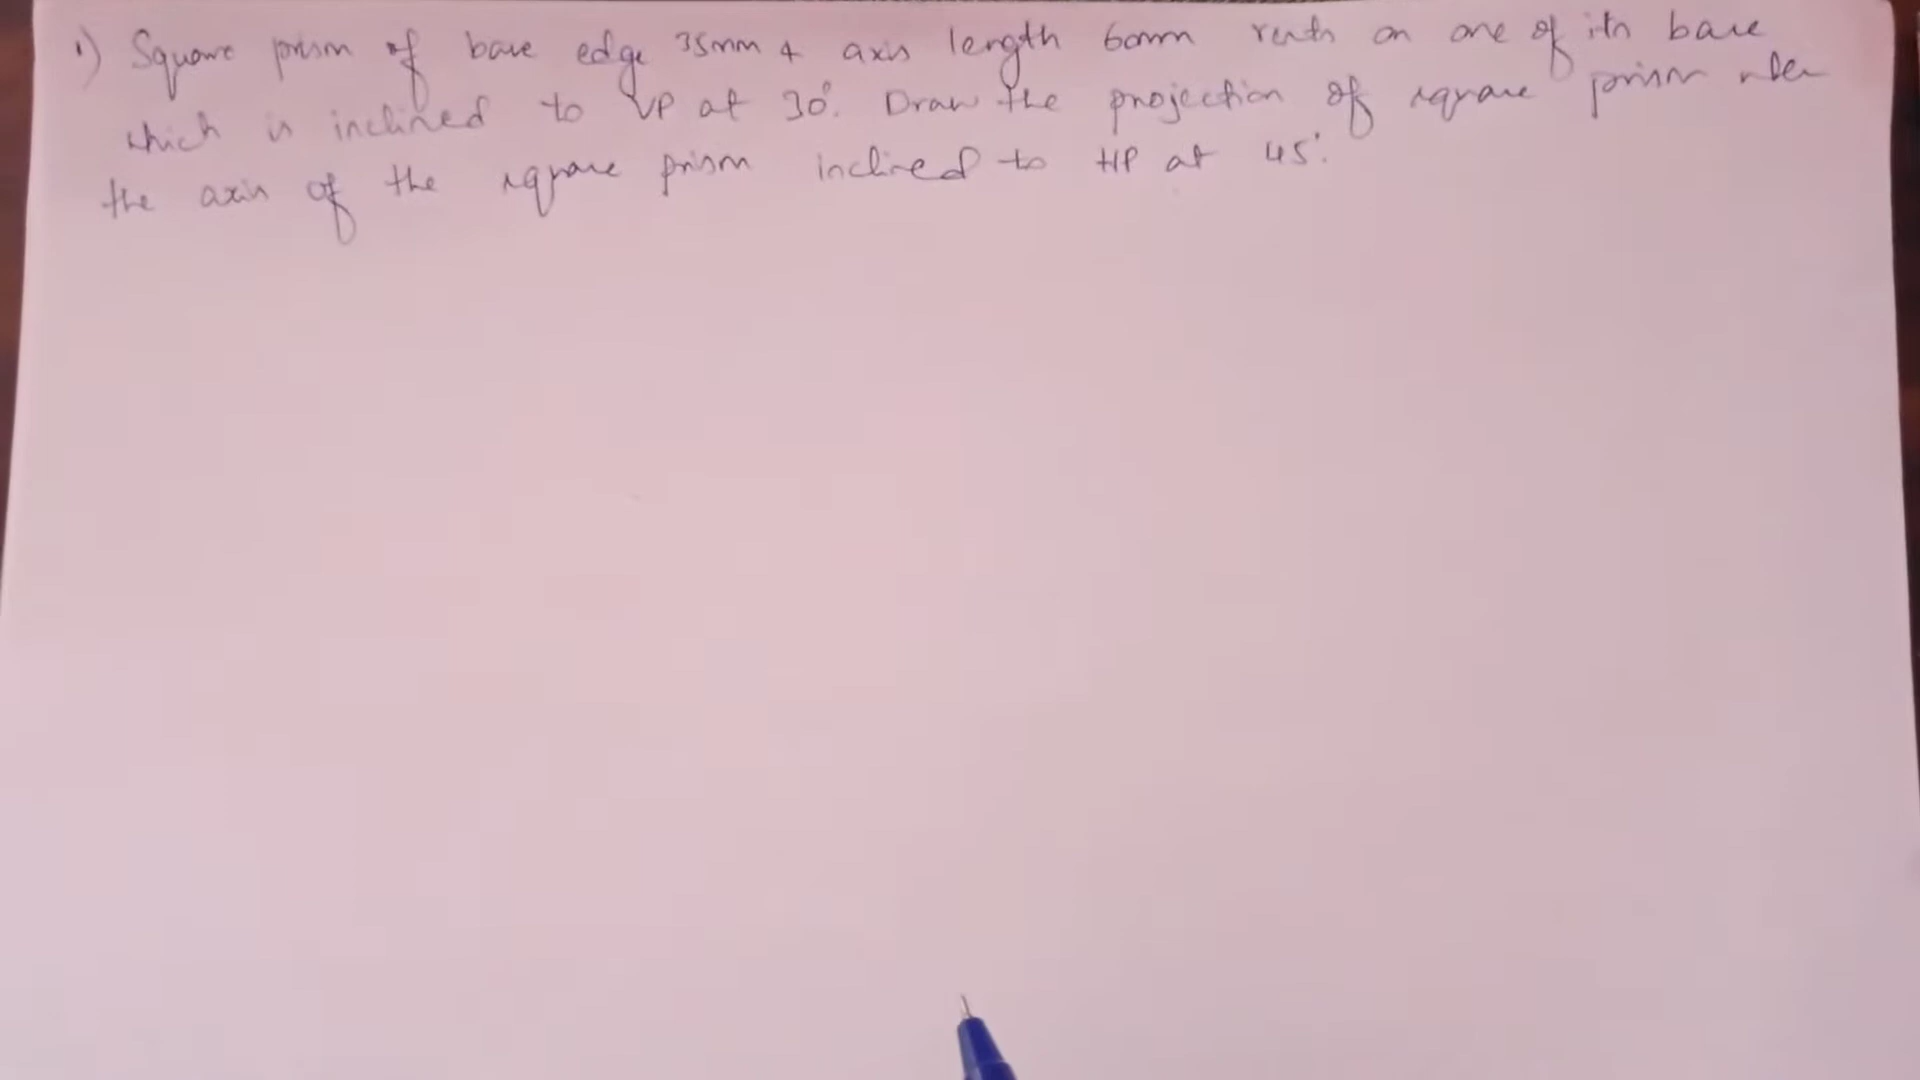 1) Square prism of base edge 35mm & axis length 60mm rests on one of its base
which is inclined to VP at 30°. Draw the projection of square prism when
the axis of the square prism inclined to HP at 45°.